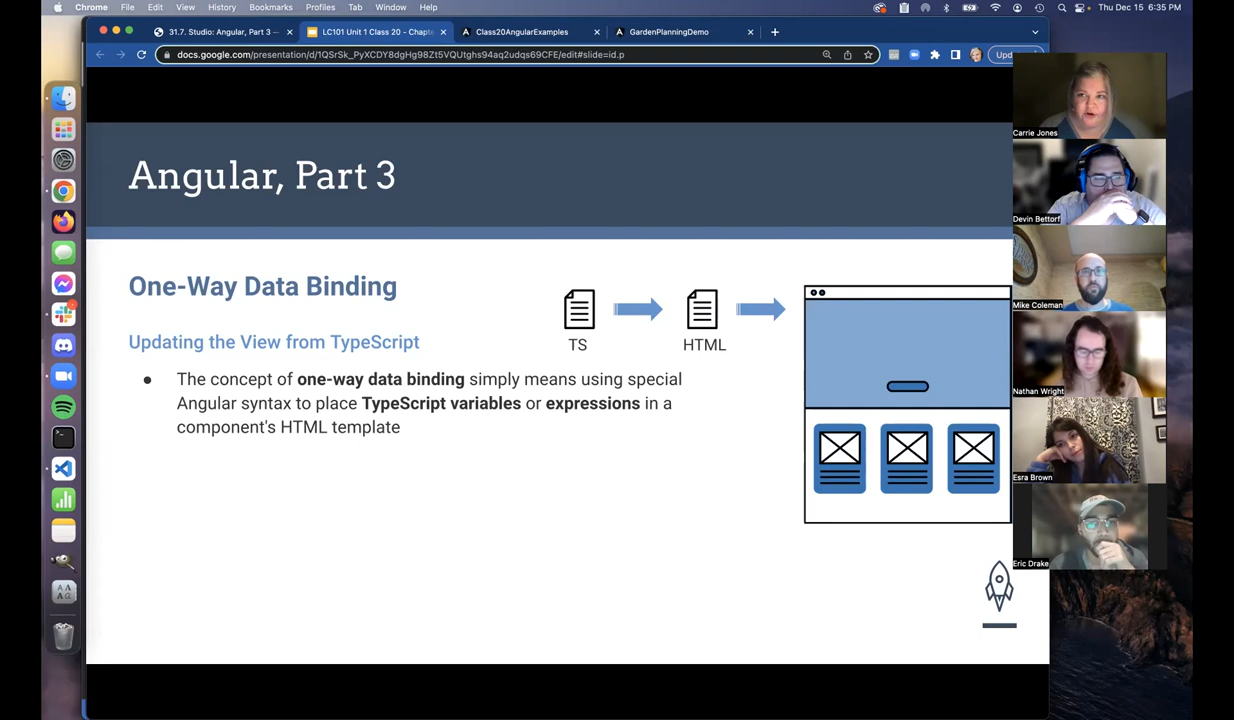 Chrome File Edit View History Bookmarks Profiles Tab Window Help Thu Dec 15 6:35 PM
31.7. Studio: Angular, Part 3 — LC101 Unit 1 Class 20 - Chapte Class20AngularExamples GardenPlanningDemo
docs.google.com/presentation/d/1QSrSk_PyXCDY8dgHg98Zt5VQUtghs94aq2udqs69CFE/edit#slide=id.p
Angular, Part 3
One-Way Data Binding
Updating the View from TypeScript
● The concept of one-way data binding simply means using special
Angular syntax to place TypeScript variables or expressions in a
component's HTML template
TS
HTML
Carrie Jones
Devin Bettorf
Mike Coleman
Nathan Wright
Esra Brown
Eric Drake